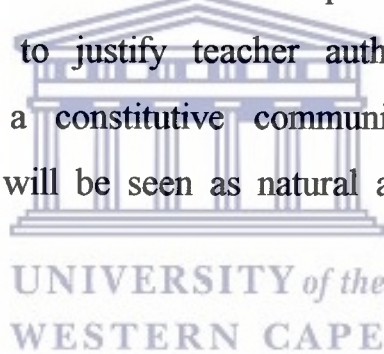 to justify teacher auth
a constitutive communi
will be seen as natural a
UNIVERSITY of the
WESTERN CAPE